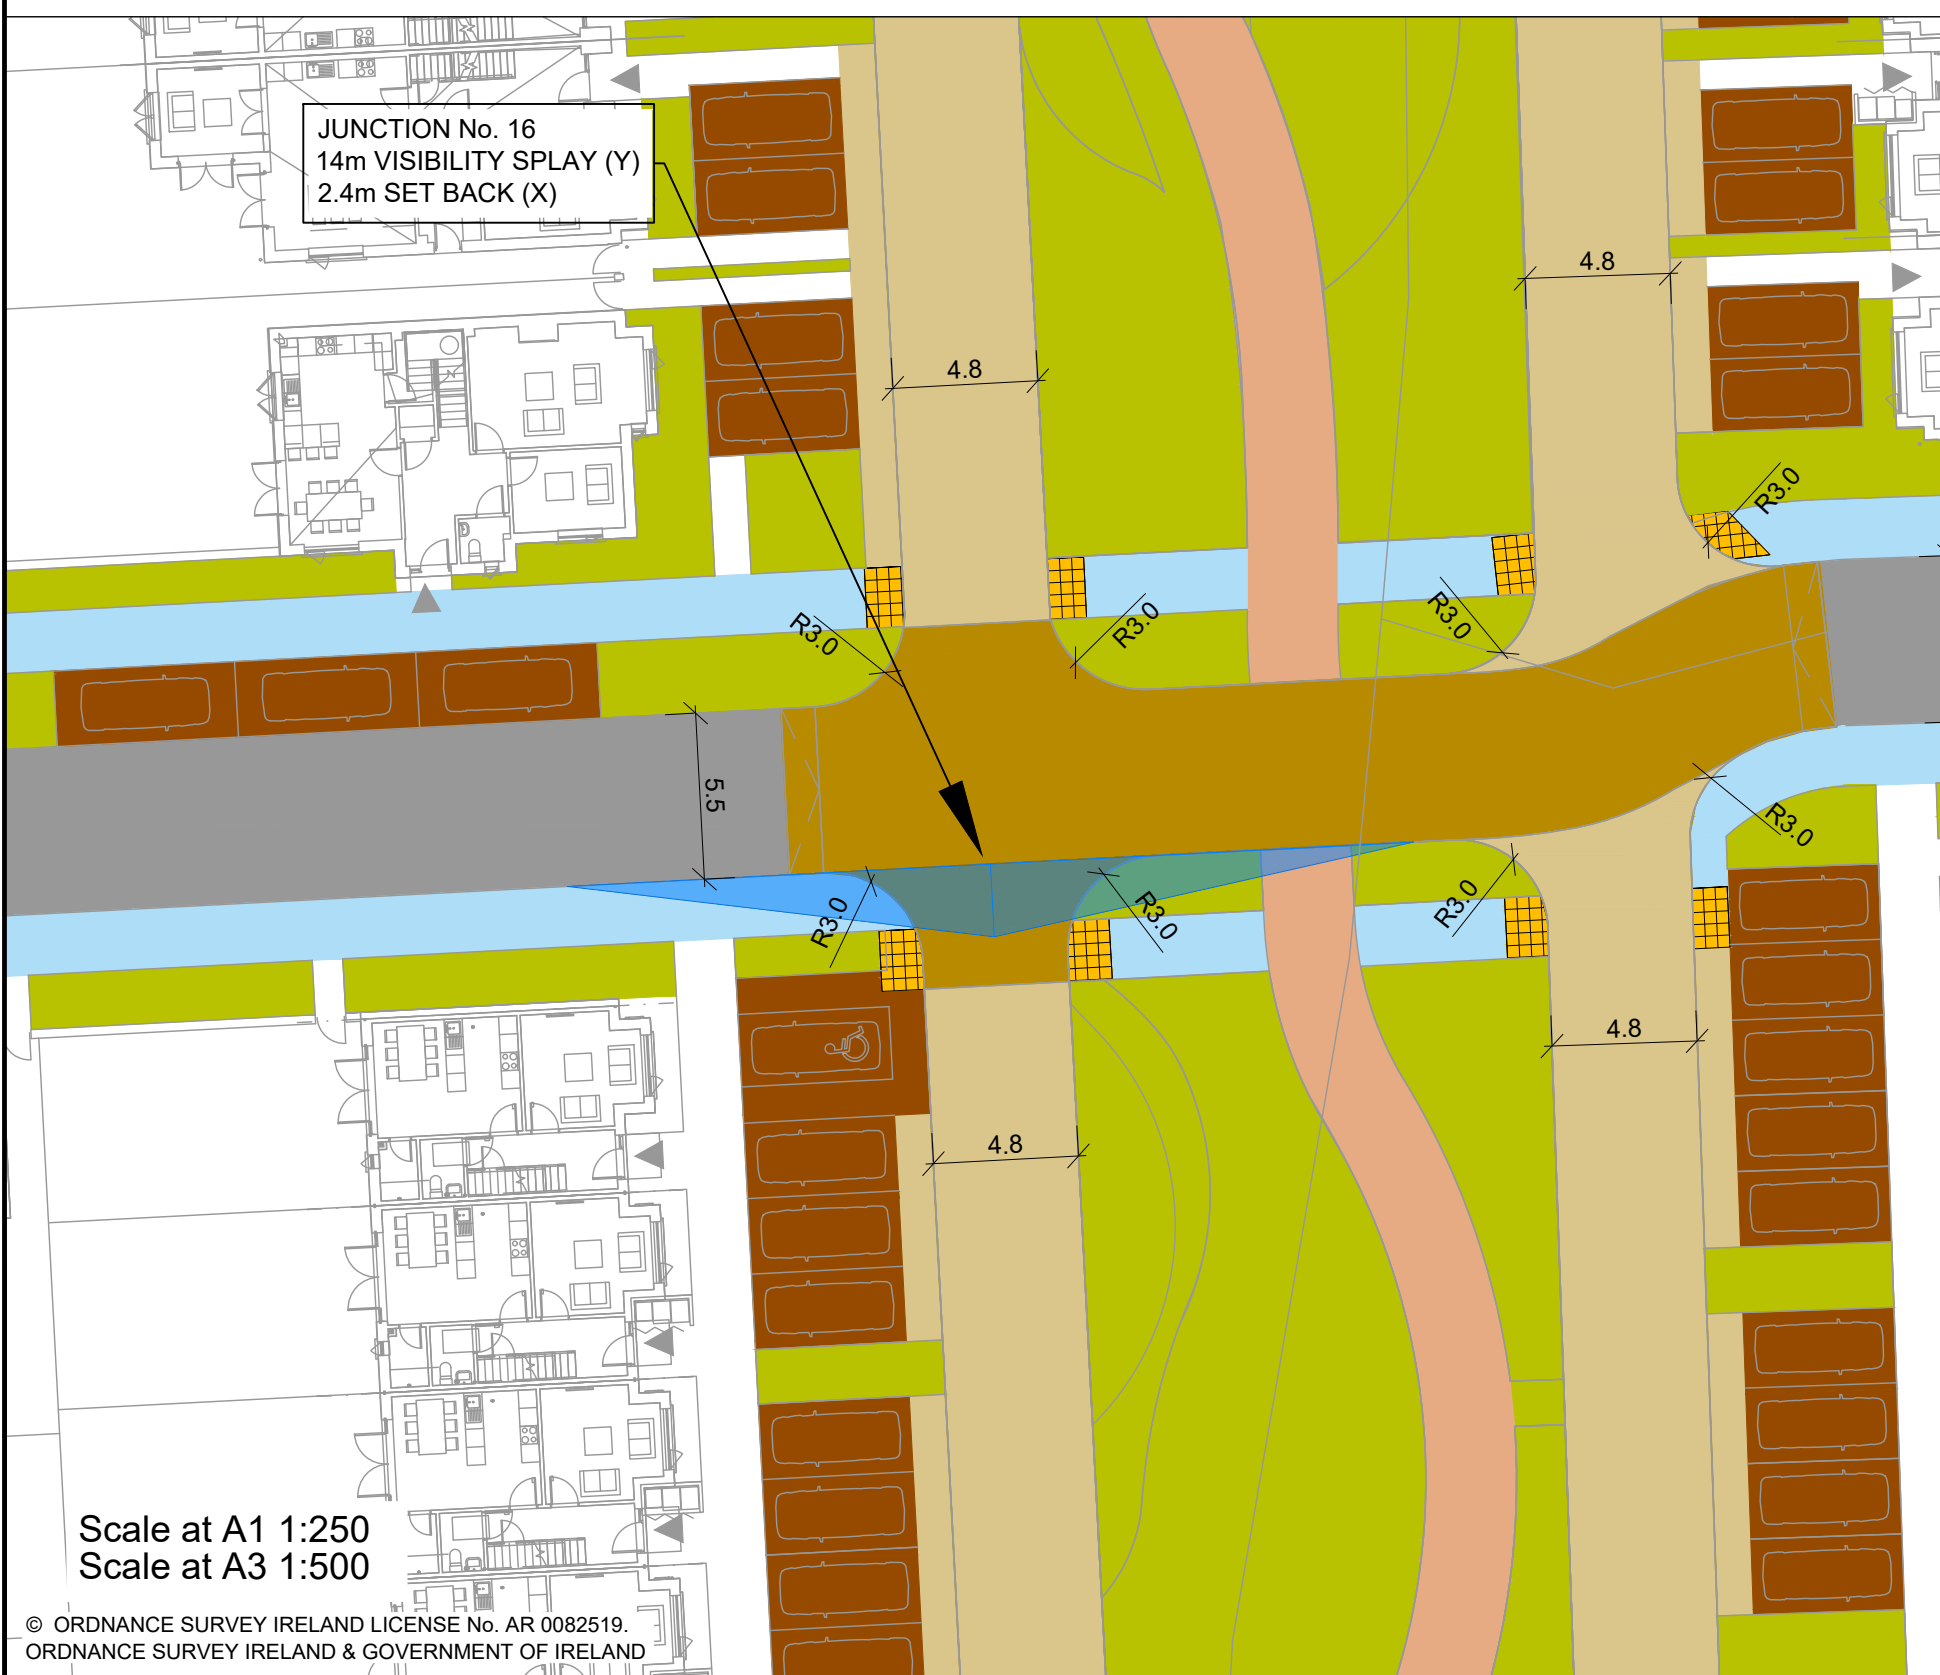 JUNCTION No. 16
14m VISIBILITY SPLAY (Y)
2.4m SET BACK (X)
4.8
4.8
R3.0
R3.0
R3.0
R3.0
5.5
R3.0
R3.0
R3.0
R3.0
4.8
4.8
Scale at A1 1:250
Scale at A3 1:500
© ORDNANCE SURVEY IRELAND LICENSE No. AR 0082519.
ORDNANCE SURVEY IRELAND & GOVERNMENT OF IRELAND